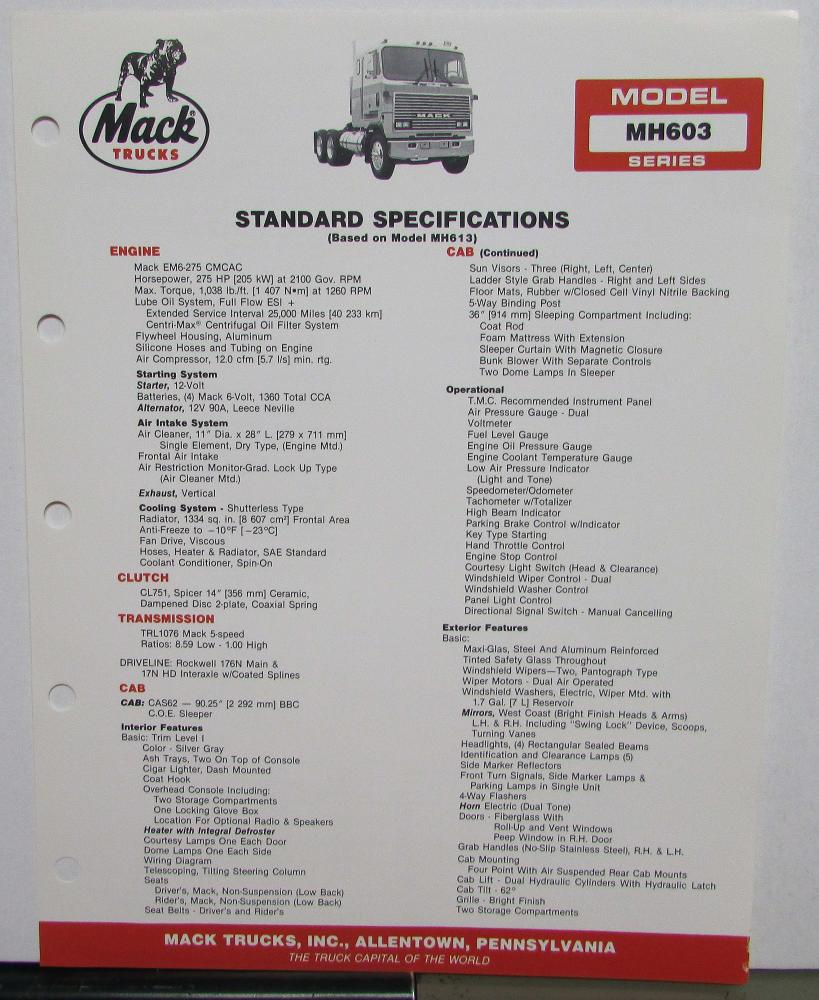 Mack®
TRUCKS
MACK
MODEL
MH603
SERIES
STANDARD SPECIFICATIONS
(Based on Model MH613)
ENGINE
Mack EM6-275 CMCAC
Horsepower, 275 HP [205 kW] at 2100 Gov. RPM
Max. Torque, 1,038 lb./ft. [1 407 N•m] at 1260 RPM
Lube Oil System, Full Flow ESI +
Extended Service Interval 25,000 Miles [40 233 km]
Centri-Max® Centrifugal Oil Filter System
Flywheel Housing, Aluminum
Silicone Hoses and Tubing on Engine
Air Compressor, 12.0 cfm [5.7 l/s] min. rtg.
Starting System
Starter, 12-Volt
Batteries, (4) Mack 6-Volt, 1360 Total CCA
Alternator, 12V 90A, Leece Neville
Air Intake System
Air Cleaner, 11" Dia. x 28" L. [279 x 711 mm]
Single Element, Dry Type, (Engine Mtd.)
Frontal Air Intake
Air Restriction Monitor-Grad. Lock Up Type
(Air Cleaner Mtd.)
Exhaust, Vertical
Cooling System - Shutterless Type
Radiator, 1334 sq. in. [8 607 cm²] Frontal Area
Anti-Freeze to −10°F [−23°C]
Fan Drive, Viscous
Hoses, Heater & Radiator, SAE Standard
Coolant Conditioner, Spin-On
CLUTCH
CL751, Spicer 14" [356 mm] Ceramic,
Dampened Disc 2-plate, Coaxial Spring
TRANSMISSION
TRL1076 Mack 5-speed
Ratios: 8.59 Low - 1.00 High
DRIVELINE: Rockwell 176N Main &
17N HD Interaxle w/Coated Splines
CAB
CAB: CAS62 — 90.25" [2 292 mm] BBC
C.O.E. Sleeper
Interior Features
Basic: Trim Level I
Color - Silver Gray
Ash Trays, Two On Top of Console
Cigar Lighter, Dash Mounted
Coat Hook
Overhead Console Including:
Two Storage Compartments
One Locking Glove Box
Location For Optional Radio & Speakers
Heater with Integral Defroster
Courtesy Lamps One Each Door
Dome Lamps One Each Side
Wiring Diagram
Telescoping, Tilting Steering Column
Seats
Driver's, Mack, Non-Suspension (Low Back)
Rider's, Mack, Non-Suspension (Low Back)
Seat Belts - Driver's and Rider's
CAB (Continued)
Sun Visors - Three (Right, Left, Center)
Ladder Style Grab Handles - Right and Left Sides
Floor Mats, Rubber w/Closed Cell Vinyl Nitrile Backing
5-Way Binding Post
36" [914 mm] Sleeping Compartment Including:
Coat Rod
Foam Mattress With Extension
Sleeper Curtain With Magnetic Closure
Bunk Blower With Separate Controls
Two Dome Lamps In Sleeper
Operational
T.M.C. Recommended Instrument Panel
Air Pressure Gauge - Dual
Voltmeter
Fuel Level Gauge
Engine Oil Pressure Gauge
Engine Coolant Temperature Gauge
Low Air Pressure Indicator
(Light and Tone)
Speedometer/Odometer
Tachometer w/Totalizer
High Beam Indicator
Parking Brake Control w/Indicator
Key Type Starting
Hand Throttle Control
Engine Stop Control
Courtesy Light Switch (Head & Clearance)
Windshield Wiper Control - Dual
Windshield Washer Control
Panel Light Control
Directional Signal Switch - Manual Cancelling
Exterior Features
Basic:
Maxi-Glas, Steel And Aluminum Reinforced
Tinted Safety Glass Throughout
Windshield Wipers—Two, Pantograph Type
Wiper Motors - Dual Air Operated
Windshield Washers, Electric, Wiper Mtd. with
1.7 Gal. [7 L] Reservoir
Mirrors, West Coast (Bright Finish Heads & Arms)
L.H. & R.H. Including "Swing Lock" Device, Scoops,
Turning Vanes
Headlights, (4) Rectangular Sealed Beams
Identification and Clearance Lamps (5)
Side Marker Reflectors
Front Turn Signals, Side Marker Lamps &
Parking Lamps in Single Unit
4-Way Flashers
Horn Electric (Dual Tone)
Doors - Fiberglass With
Roll-Up and Vent Windows
Peep Window in R.H. Door
Grab Handles (No-Slip Stainless Steel), R.H. & L.H.
Cab Mounting
Four Point With Air Suspended Rear Cab Mounts
Cab Lift - Dual Hydraulic Cylinders With Hydraulic Latch
Cab Tilt - 62°
Grille - Bright Finish
Two Storage Compartments
MACK TRUCKS, INC., ALLENTOWN, PENNSYLVANIA
THE TRUCK CAPITAL OF THE WORLD